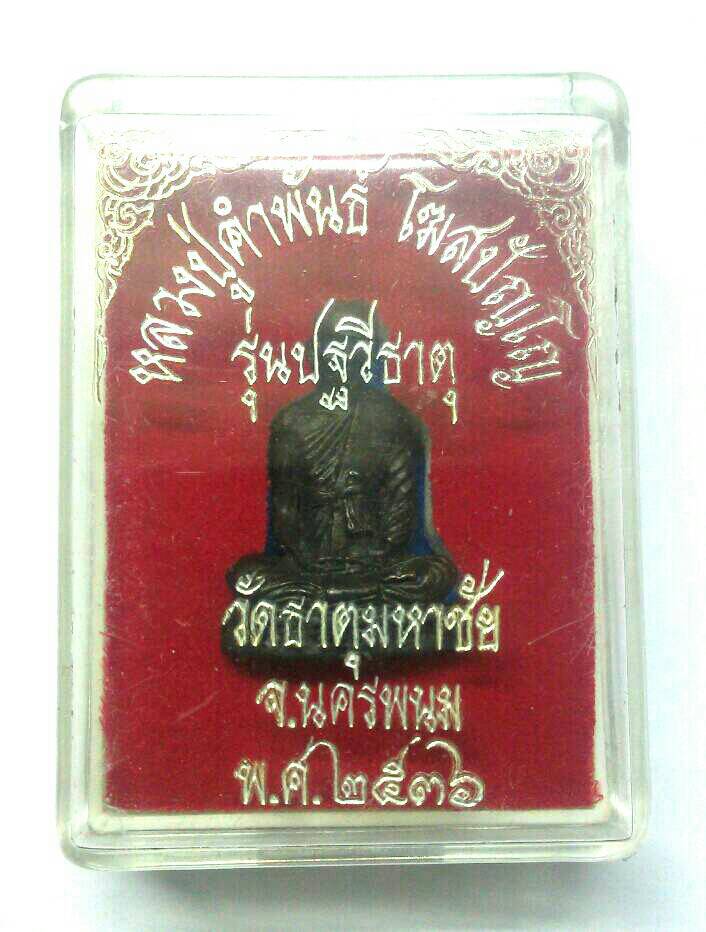 หลวงปู่คำพันธ์ โฆสปัญโญ
รุ่นปฐวีธาตุ
วัดธาตุมหาชัย
จ.นครพนม
พ.ศ.๒๕๓๖